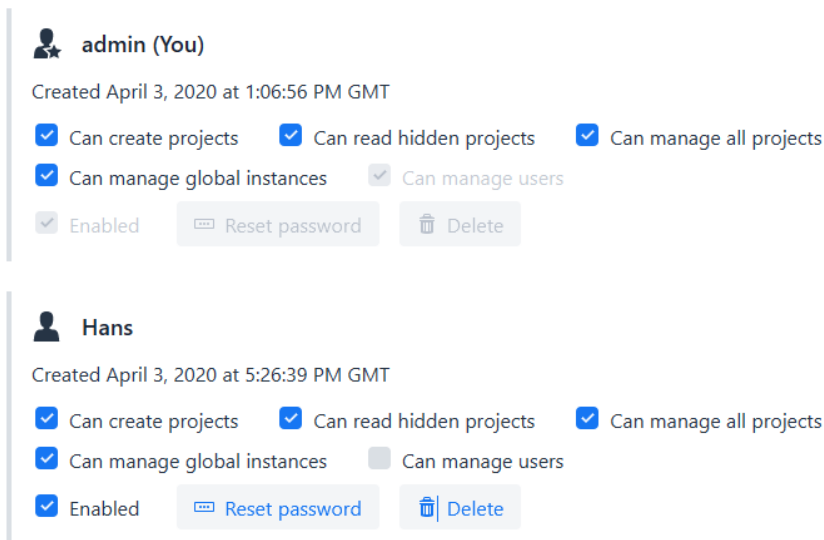 admin (You)
Created April 3, 2020 at 1:06:56 PM GMT
Can create projects Can read hidden projects Can manage all projects
Can manage global instances Can manage users
Enabled Reset password Delete
Hans
Created April 3, 2020 at 5:26:39 PM GMT
Can create projects Can read hidden projects Can manage all projects
Can manage global instances Can manage users
Enabled Reset password Delete